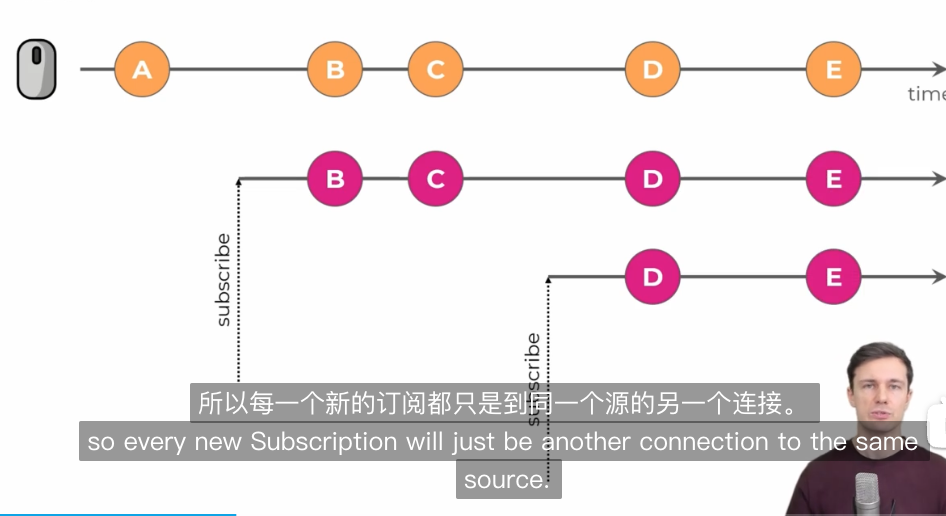 A B C D E
time
B C D E
subscribe
D E
subscribe
所以每一个新的订阅都只是到同一个源的另一个连接。
so every new Subscription will just be another connection to the same
source.